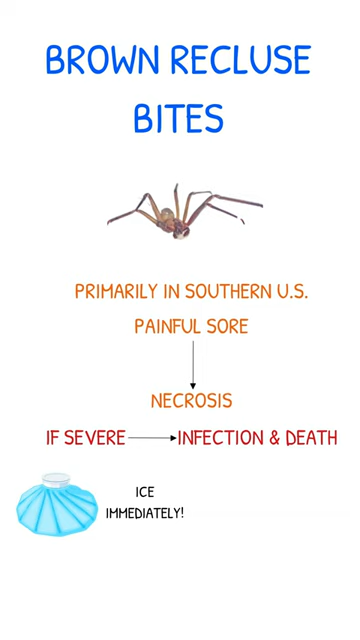 BROWN RECLUSE
BITES
PRIMARILY IN SOUTHERN U.S.
PAINFUL SORE
NECROSIS
IF SEVERE INFECTION & DEATH
ICE
IMMEDIATELY!